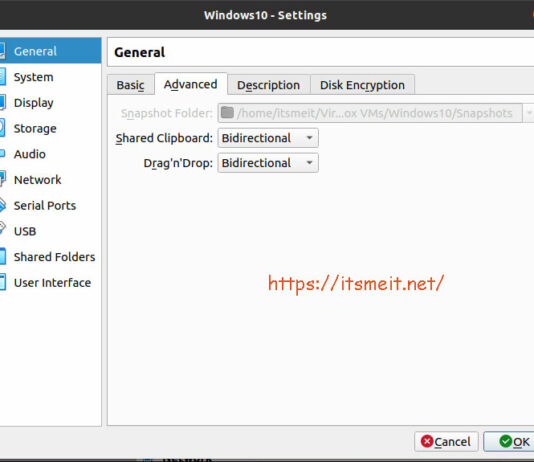 Windows10 - Settings
General
System
Display
Storage
Audio
Network
Serial Ports
USB
Shared Folders
User Interface
General
Basic Advanced Description Disk Encryption
Snapshot Folder: /home/itsmeit/Vir...ox VMs/Windows10/Snapshots
Shared Clipboard: Bidirectional
Drag'n'Drop: Bidirectional
https://itsmeit.net/
Cancel OK
Network